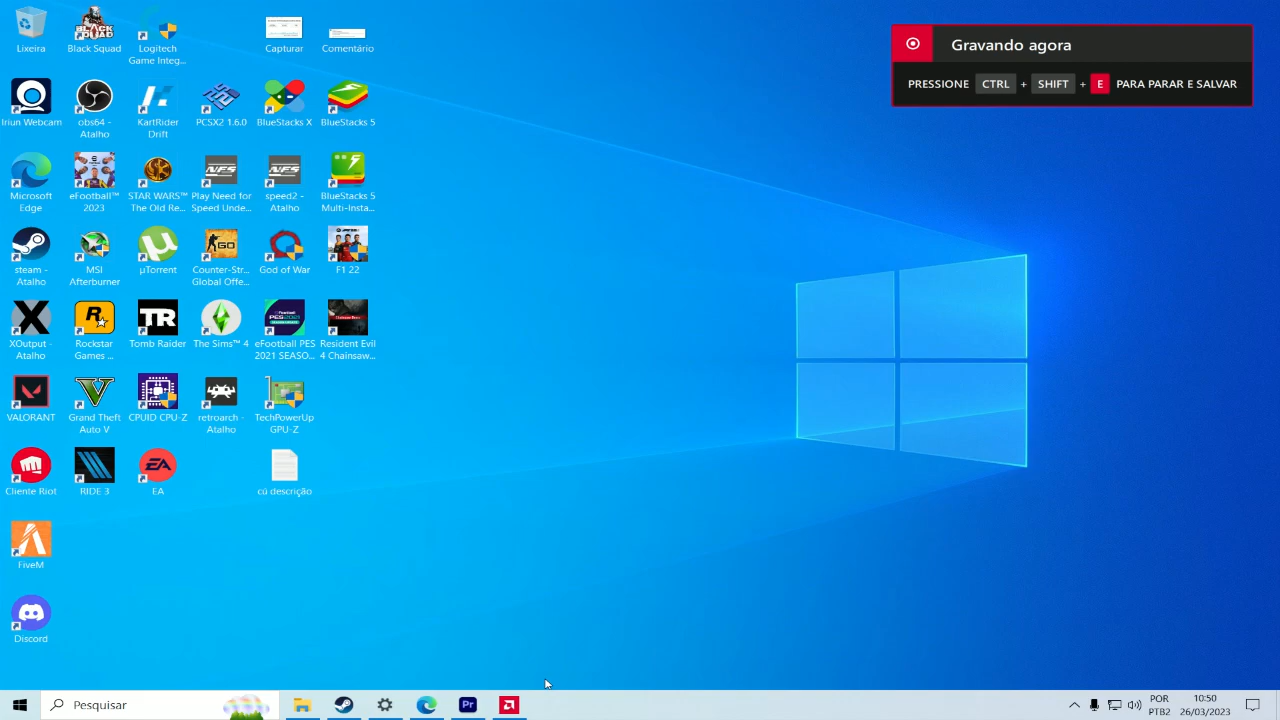 Lixeira
Black Squad
Logitech
Game Integ...
Capturar
Comentário
Gravando agora
PRESSIONE CTRL + SHIFT + E PARA PARAR E SALVAR
Iriun Webcam
obs64 -
Atalho
KartRider
Drift
PCSX2 1.6.0
BlueStacks X
BlueStacks 5
Microsoft
Edge
eFootball™
2023
STAR WARS™
The Old Re...
Play Need for
Speed Unde...
speed2 -
Atalho
BlueStacks 5
Multi-Insta...
steam -
Atalho
MSI
Afterburner
µTorrent
Counter-Str...
Global Offe...
God of War
F1 22
XOutput -
Atalho
Rockstar
Games ...
Tomb Raider
The Sims™ 4
eFootball PES
2021 SEASO...
Resident Evil
4 Chainsaw...
VALORANT
Grand Theft
Auto V
CPUID CPU-Z
retroarch -
Atalho
TechPowerUp
GPU-Z
Cliente Riot
RIDE 3
EA
cú descrição
FiveM
Discord
Pesquisar
POR
PTB2
10:50
26/03/2023